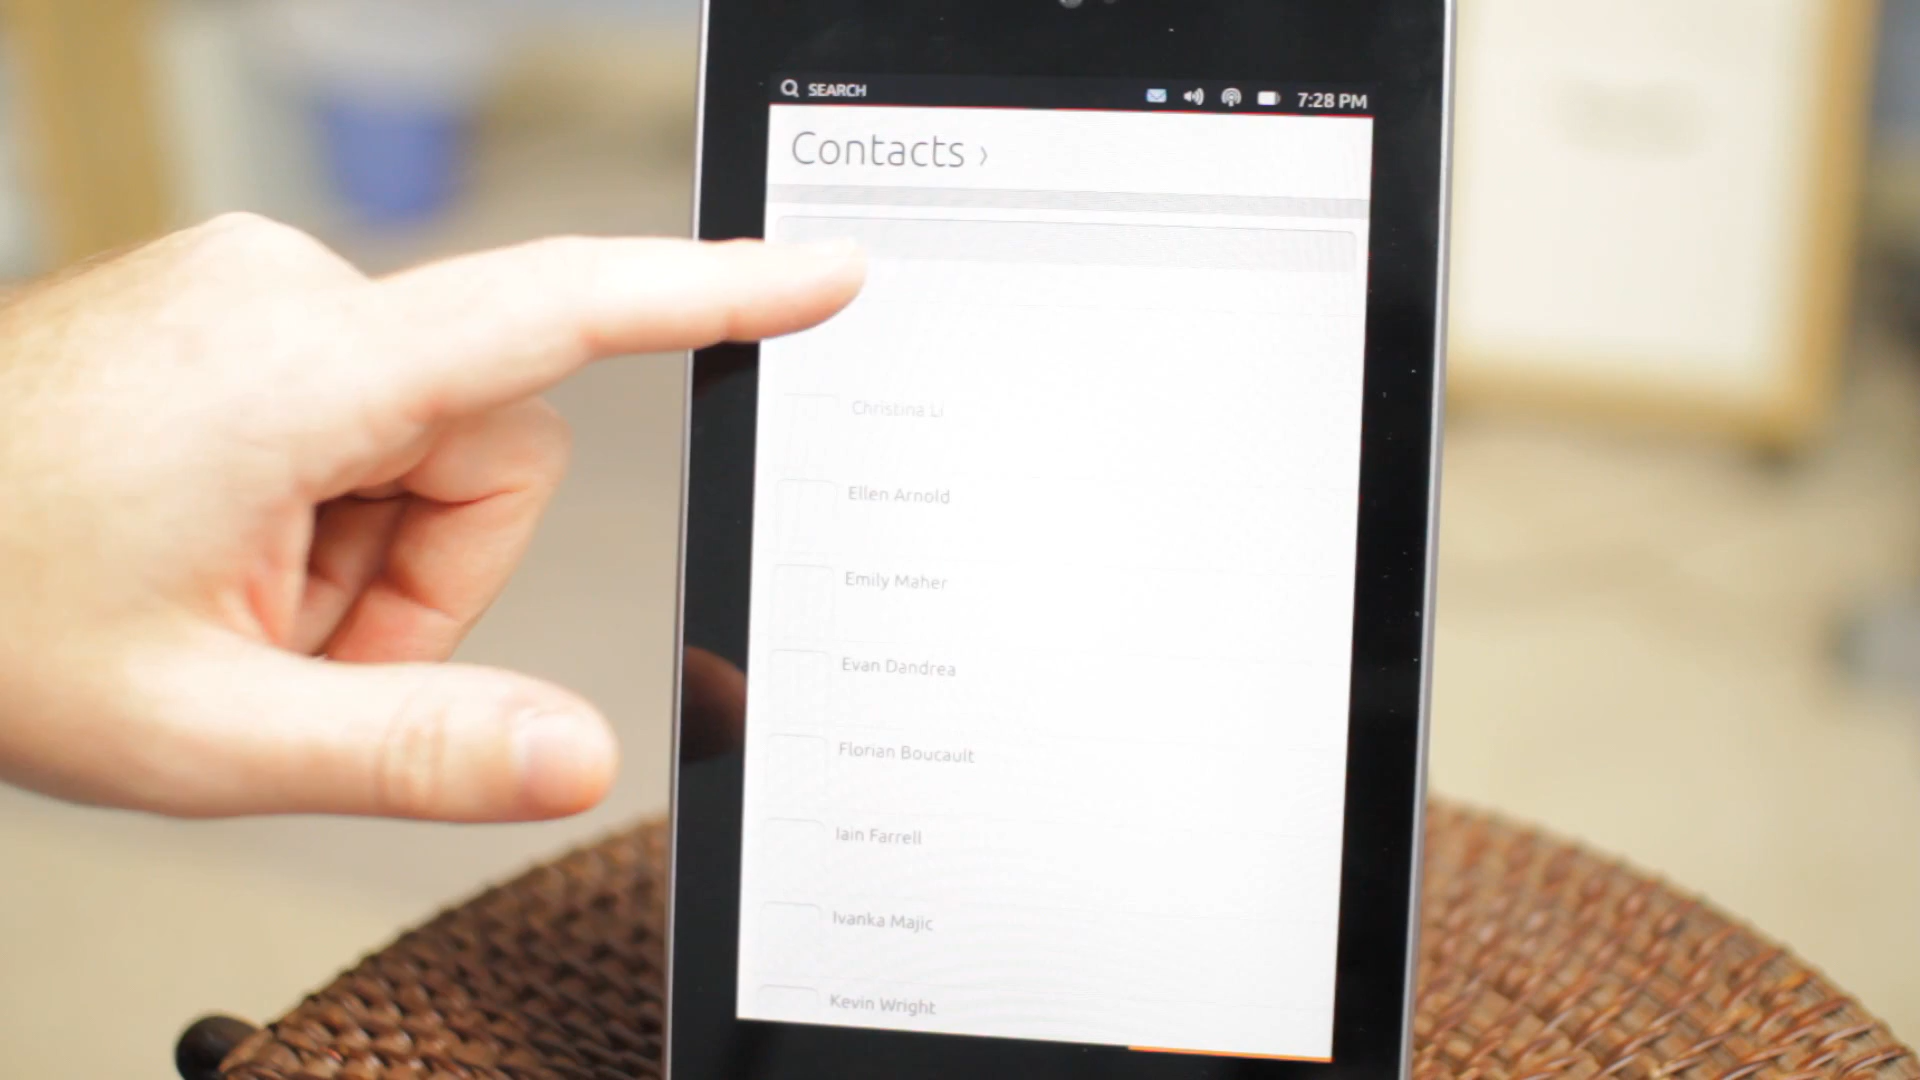 SEARCH 7:28 PM
Contacts ›
Christina Li
Ellen Arnold
Emily Maher
Evan Dandrea
Florian Boucault
Iain Farrell
Ivanka Majic
Kevin Wright